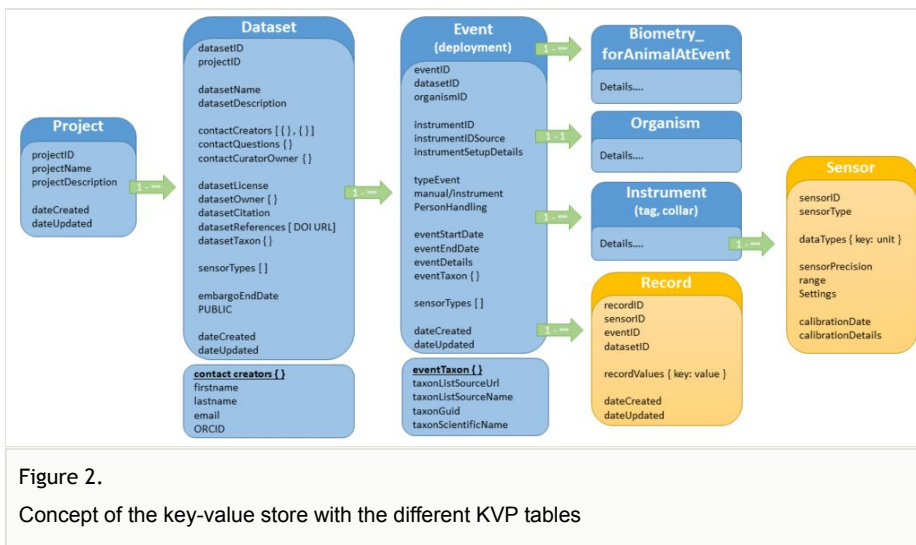 Project
projectID
projectName
projectDescription
dateCreated
dateUpdated
1 - ∞
Dataset
datasetID
projectID
datasetName
datasetDescription
contactCreators [ { } , { } ]
contactQuestions { }
contactCuratorOwner { }
datasetLicense
datasetOwner { }
datasetCitation
datasetReferences [ DOI URL]
datasetTaxon { }
sensorTypes [ ]
embargoEndDate
PUBLIC
dateCreated
dateUpdated
contact creators { }
firstname
lastname
email
ORCID
1 - ∞
Event
(deployment)
eventID
datasetID
organismID
instrumentID
instrumentIDSource
instrumentSetupDetails
typeEvent
manual/instrument
PersonHandling
eventStartDate
eventEndDate
eventDetails
eventTaxon { }
sensorTypes [ ]
dateCreated
dateUpdated
eventTaxon { }
taxonListSourceUrl
taxonListSourceName
taxonGuid
taxonScientificName
1 - ∞
Biometry_
forAnimalAtEvent
Details....
1 - 1
Organism
Details....
1 - ∞
Instrument
(tag, collar)
Details....
1 - ∞
Record
recordID
sensorID
eventID
datasetID
recordValues { key: value }
dateCreated
dateUpdated
1 - ∞
Sensor
sensorID
sensorType
dataTypes { key: unit }
sensorPrecision
range
Settings
calibrationDate
calibrationDetails
Figure 2.
Concept of the key-value store with the different KVP tables